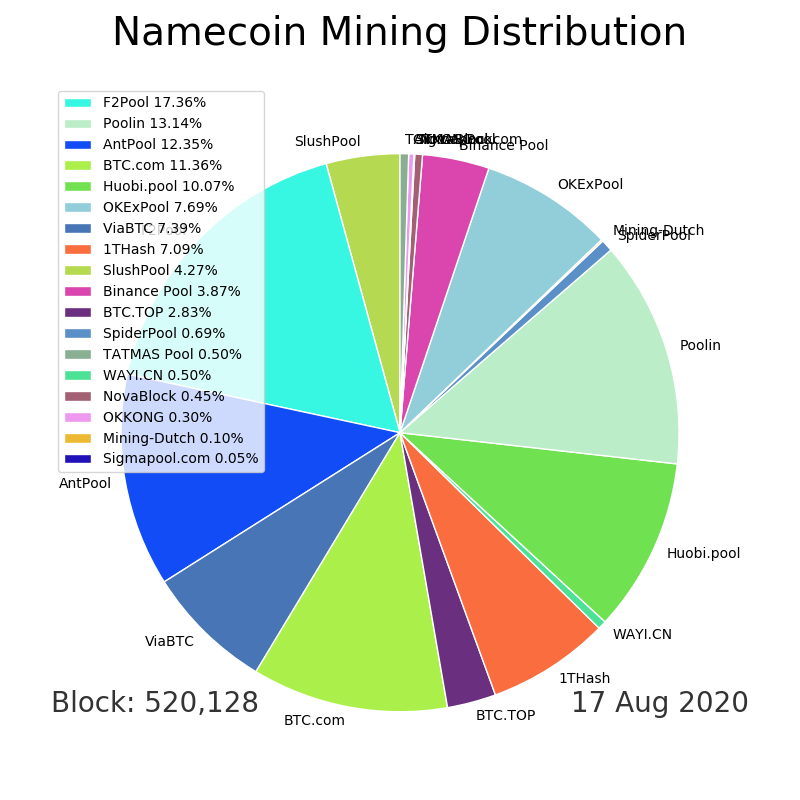 Namecoin Mining Distribution
F2Pool 17.36%
Poolin 13.14%
AntPool 12.35%
BTC.com 11.36%
Huobi.pool 10.07%
OKExPool 7.69%
ViaBTC 7.39%
1THash 7.09%
SlushPool 4.27%
Binance Pool 3.87%
BTC.TOP 2.83%
SpiderPool 0.69%
TATMAS Pool 0.50%
WAYI.CN 0.50%
NovaBlock 0.45%
OKKONG 0.30%
Mining-Dutch 0.10%
Sigmapool.com 0.05%
SlushPool
Binance Pool
OKExPool
Mining-Dutch
SpiderPool
Poolin
Huobi.pool
WAYI.CN
1THash
BTC.TOP
BTC.com
ViaBTC
AntPool
Block: 520,128
17 Aug 2020